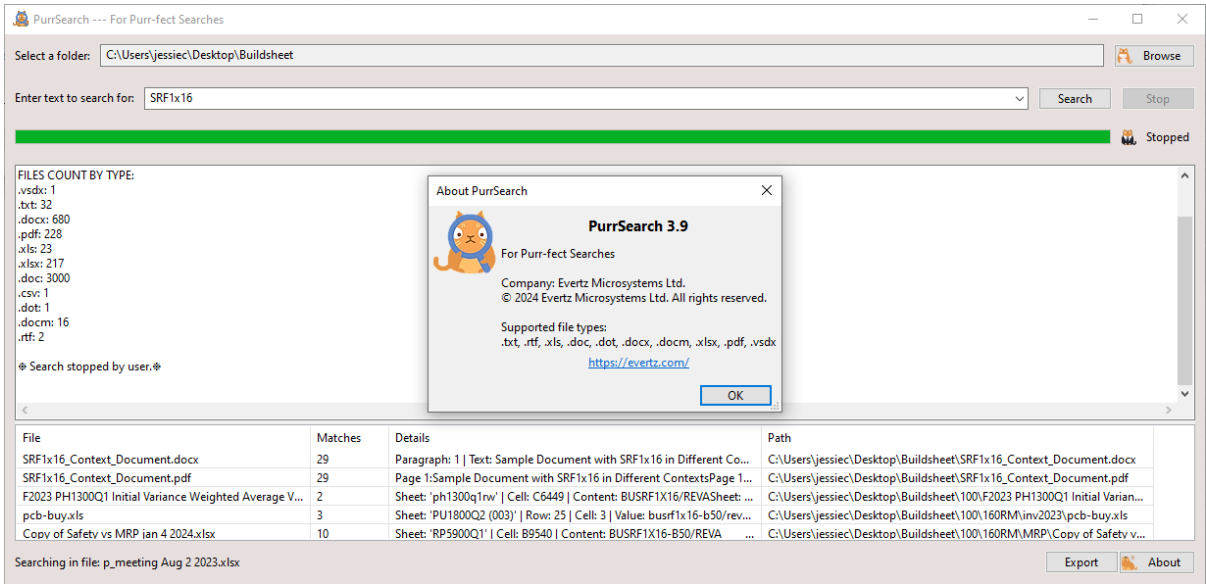 PurrSearch --- For Purr-fect Searches
Select a folder: C:\Users\jessiec\Desktop\Buildsheet Browse
Enter text to search for: SRF1x16 Search Stop
Stopped
FILES COUNT BY TYPE:
.vsdx: 1
.txt: 32
.docx: 680
.pdf: 228
.xls: 23
.xlsx: 217
.doc: 3000
.csv: 1
.dot: 1
.docm: 16
.rtf: 2
❉ Search stopped by user.❉
About PurrSearch
PurrSearch 3.9
For Purr-fect Searches
Company: Evertz Microsystems Ltd.
© 2024 Evertz Microsystems Ltd. All rights reserved.
Supported file types:
.txt, .rtf, .xls, .doc, .dot, .docx, .docm, .xlsx, .pdf, .vsdx
https://evertz.com/
OK
File Matches Details Path
SRF1x16_Context_Document.docx 29 Paragraph: 1 | Text: Sample Document with SRF1x16 in Different Co... C:\Users\jessiec\Desktop\Buildsheet\SRF1x16_Context_Document.docx
SRF1x16_Context_Document.pdf 29 Page 1:Sample Document with SRF1x16 in Different ContextsPage 1... C:\Users\jessiec\Desktop\Buildsheet\SRF1x16_Context_Document.pdf
F2023 PH1300Q1 Initial Variance Weighted Average V... 2 Sheet: 'ph1300q1rw' | Cell: C6449 | Content: BUSRF1X16/REVASheet: ... C:\Users\jessiec\Desktop\Buildsheet\100\F2023 PH1300Q1 Initial Varian...
pcb-buy.xls 3 Sheet: 'PU1800Q2 (003)' | Row: 25 | Cell: 3 | Value: busrf1x16-b50/rev... C:\Users\jessiec\Desktop\Buildsheet\100\160RM\inv2023\pcb-buy.xls
Copy of Safety vs MRP jan 4 2024.xlsx 10 Sheet: 'RP5900Q1' | Cell: B9540 | Content: BUSRF1X16-B50/REVA ... C:\Users\jessiec\Desktop\Buildsheet\100\160RM\MRP\Copy of Safety v...
Searching in file: p_meeting Aug 2 2023.xlsx Export About